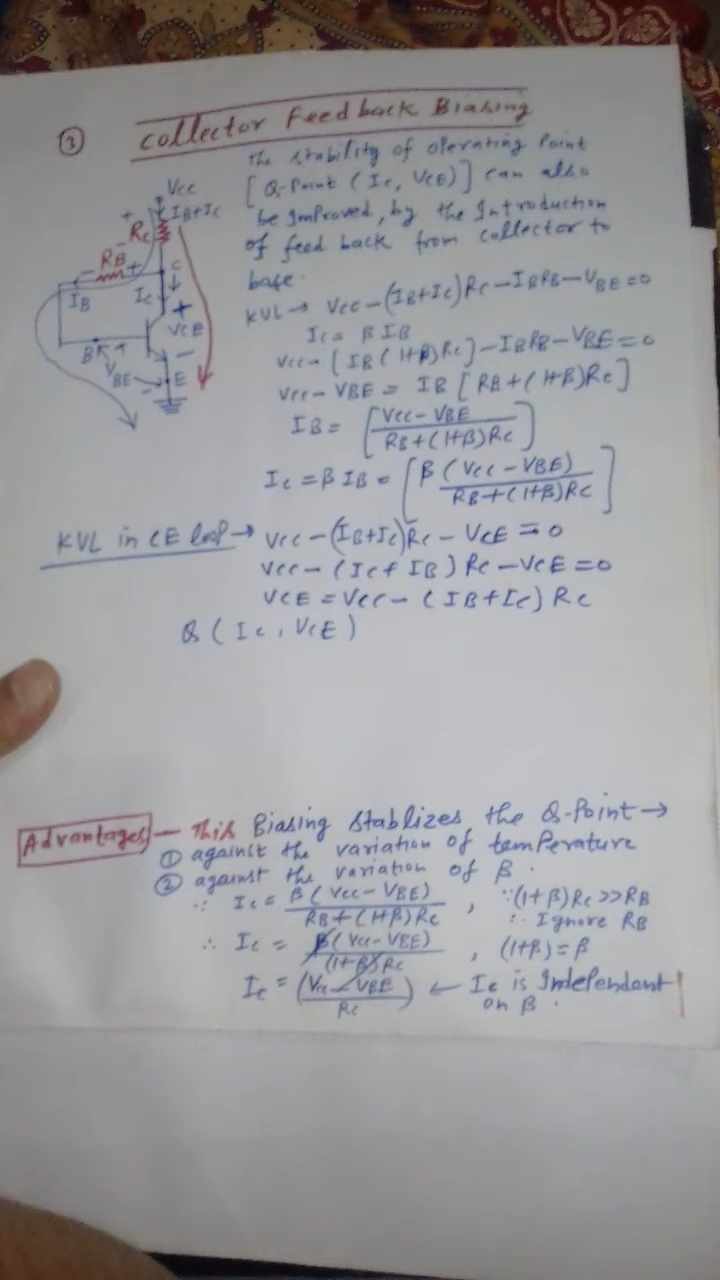 ③ Collector Feed back Biasing
The stability of operating Point
[Q-Point (Ic, VCE)] can also
be Improved, by the Introduction
of feed back from collector to
base.
Vcc
+ IB+Ic
Rc
RB
- +
C
IB
Ic
+
VCE
B
+
VBE
-
E
-
KVL → Vcc-(IB+Ic)Rc-IBRB-VBE=0
Ic = β IB
Vcc-[IB(1+β)Rc]-IBRB-VBE=0
Vcc-VBE = IB [RB+(1+β)Rc]
IB = [Vcc-VBE / RB+(1+β)Rc]
Ic = β IB = [β(Vcc-VBE) / RB+(1+β)Rc]
KVL in CE loop → Vcc-(IB+Ic)Rc-VCE=0
Vcc-(Ic+IB)Rc-VCE=0
VCE = Vcc-(IB+Ic)Rc
Q(Ic, VCE)
Advantages - This Biasing stablizes the Q-Point →
① against the variation of temperature
② against the variation of β.
∵ Ic = β(Vcc-VBE) / RB+(1+β)Rc , ∵(1+β)Rc>>RB
∴ Ignore RB
∴ Ic = β(Vcc-VBE) / (1+β)Rc , (1+β)=β
Ic = (Vcc-VBE / Rc) ← Ic is Independant
on β.